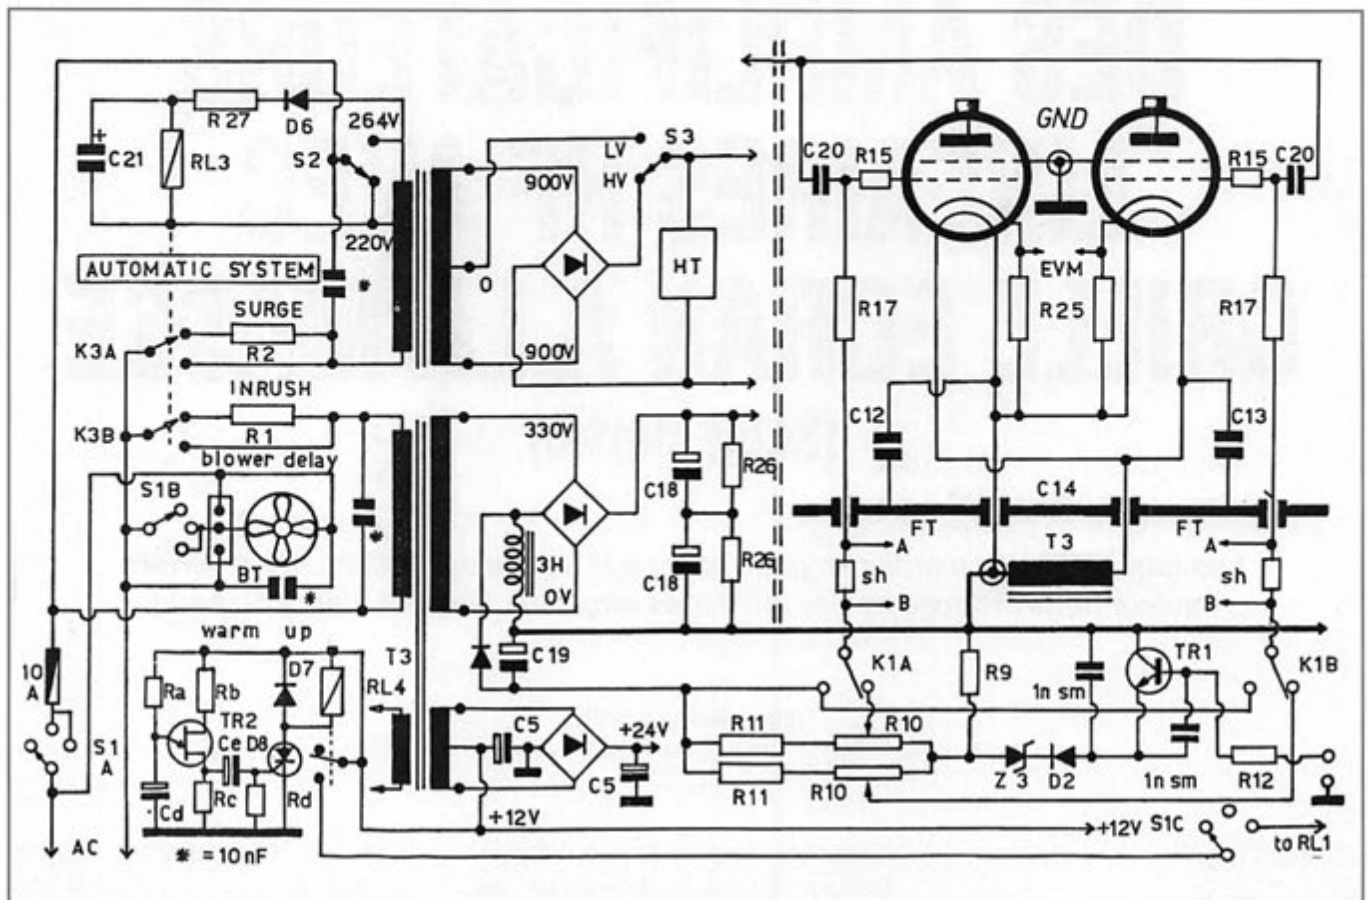 R27
D6
264V
C21
RL3
S2
220V
AUTOMATIC SYSTEM
*
SURGE
K3A
R2
INRUSH
K3B
R1
blower delay
S1B
*
BT
*
warm up
10
A
Ra
Rb
D7
RL4
TR2
Ce
D8
S1
A
Cd
Rc
Rd
AC
* = 10nF
LV
S3
HV
900V
O
HT
900V
330V
C18
R26
3H
C18
R26
0V
T3
C19
C5
+24V
C5
+12V
GND
C20
R15
R15
C20
EVM
R17
R25
R17
C12
C13
C14
FT
T3
FT
A
A
sh
sh
B
B
K1A
R9
TR1
K1B
1n sm
R11
R10
R11
R10
Z3
D2
1n sm
R12
+12V
S1C
to RL1